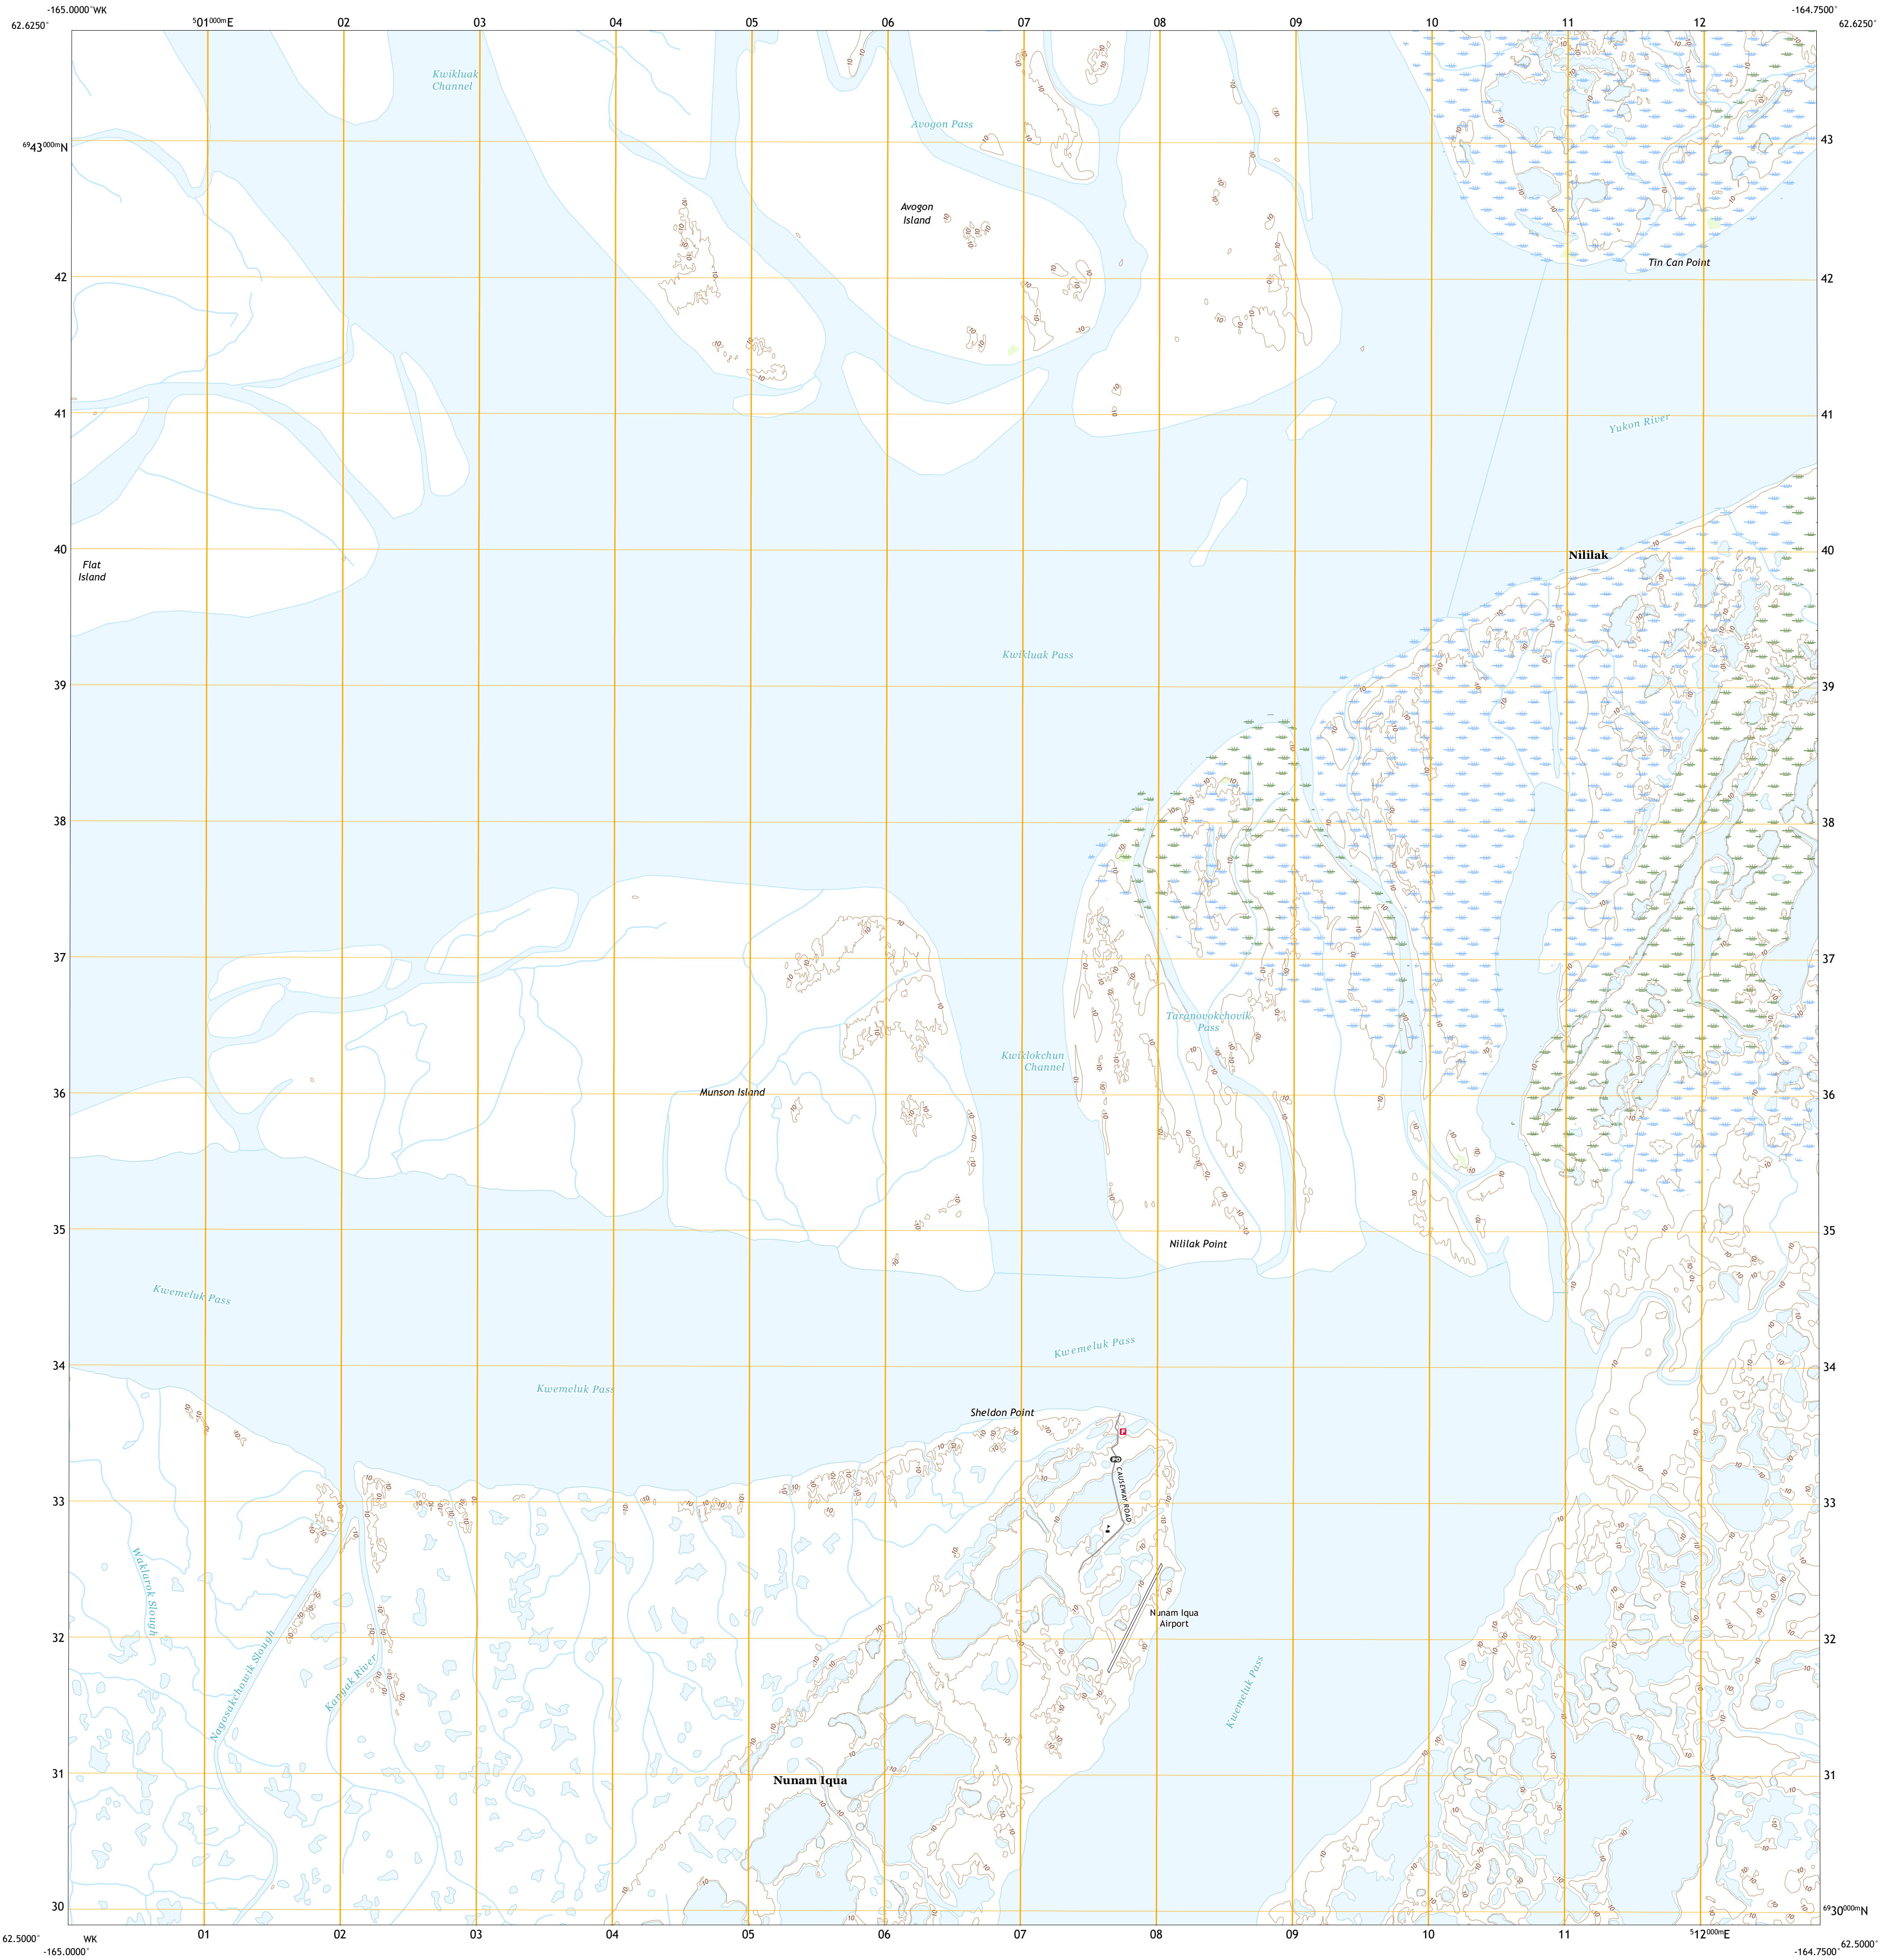 -165.0000°WK
-164.7500°
62.6250°
⁵01⁰⁰⁰ᵐE
02
03
04
05
06
07
08
09
10
11
12
62.6250°
Kwikluak
Channel
Avogon Pass
⁶⁹43⁰⁰⁰ᵐN
43
Avogon
Island
Tin Can Point
42
42
41
41
Yukon River
40
Nililak
40
Flat
Island
Kwikluak Pass
39
39
38
38
37
37
Taranovokchovik
Pass
Kwiklokchun
Channel
Munson Island
36
36
35
35
Nililak Point
Kwemeluk Pass
Kwemeluk Pass
34
34
Kwemeluk Pass
Sheldon Point
F
PO
CAUSEWAY ROAD
33
33
Waklarok Slough
Nunam Iqua
Airport
32
32
Nagosakchowik Slough
Kanyak River
Kwemeluk Pass
31
31
Nunam Iqua
30
⁶⁹30⁰⁰⁰ᵐN
62.5000°
WK
01
02
03
04
05
06
07
08
09
10
11
⁵12⁰⁰⁰ᵐE
62.5000°
-165.0000°
-164.7500°